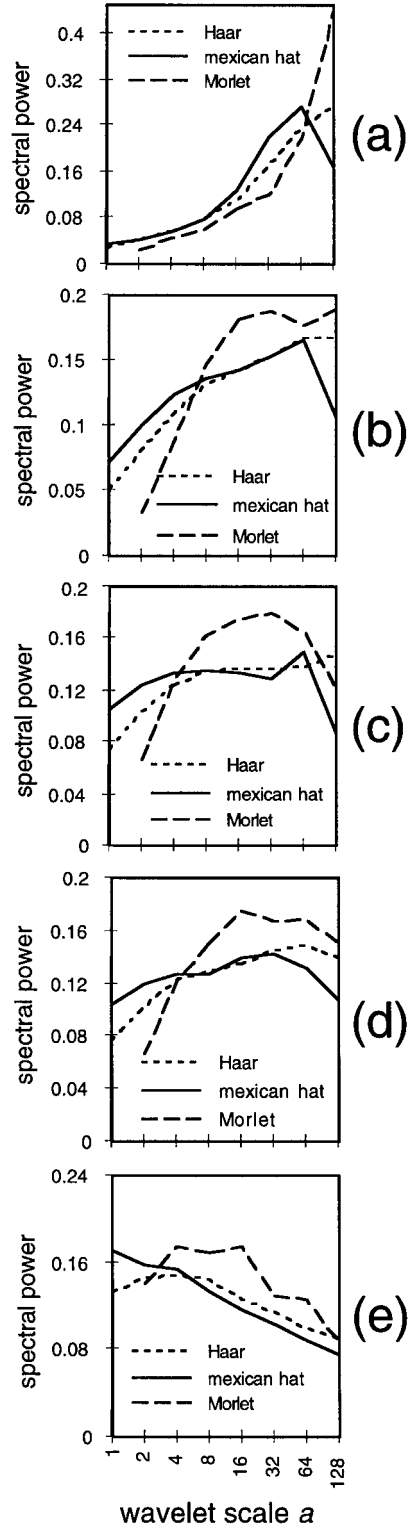 0.4
0.32
0.24
0.16
0.08
0
spectral power
Haar
mexican hat
Morlet
(a)
0.2
0.15
0.1
0.05
0
spectral power
Haar
mexican hat
Morlet
(b)
0.2
0.16
0.12
0.08
0.04
0
spectral power
Haar
mexican hat
Morlet
(c)
0.2
0.16
0.12
0.08
0.04
0
spectral power
Haar
mexican hat
Morlet
(d)
0.24
0.16
0.08
0
spectral power
Haar
mexican hat
Morlet
(e)
1 2 4 8 16 32 64 128
wavelet scale a